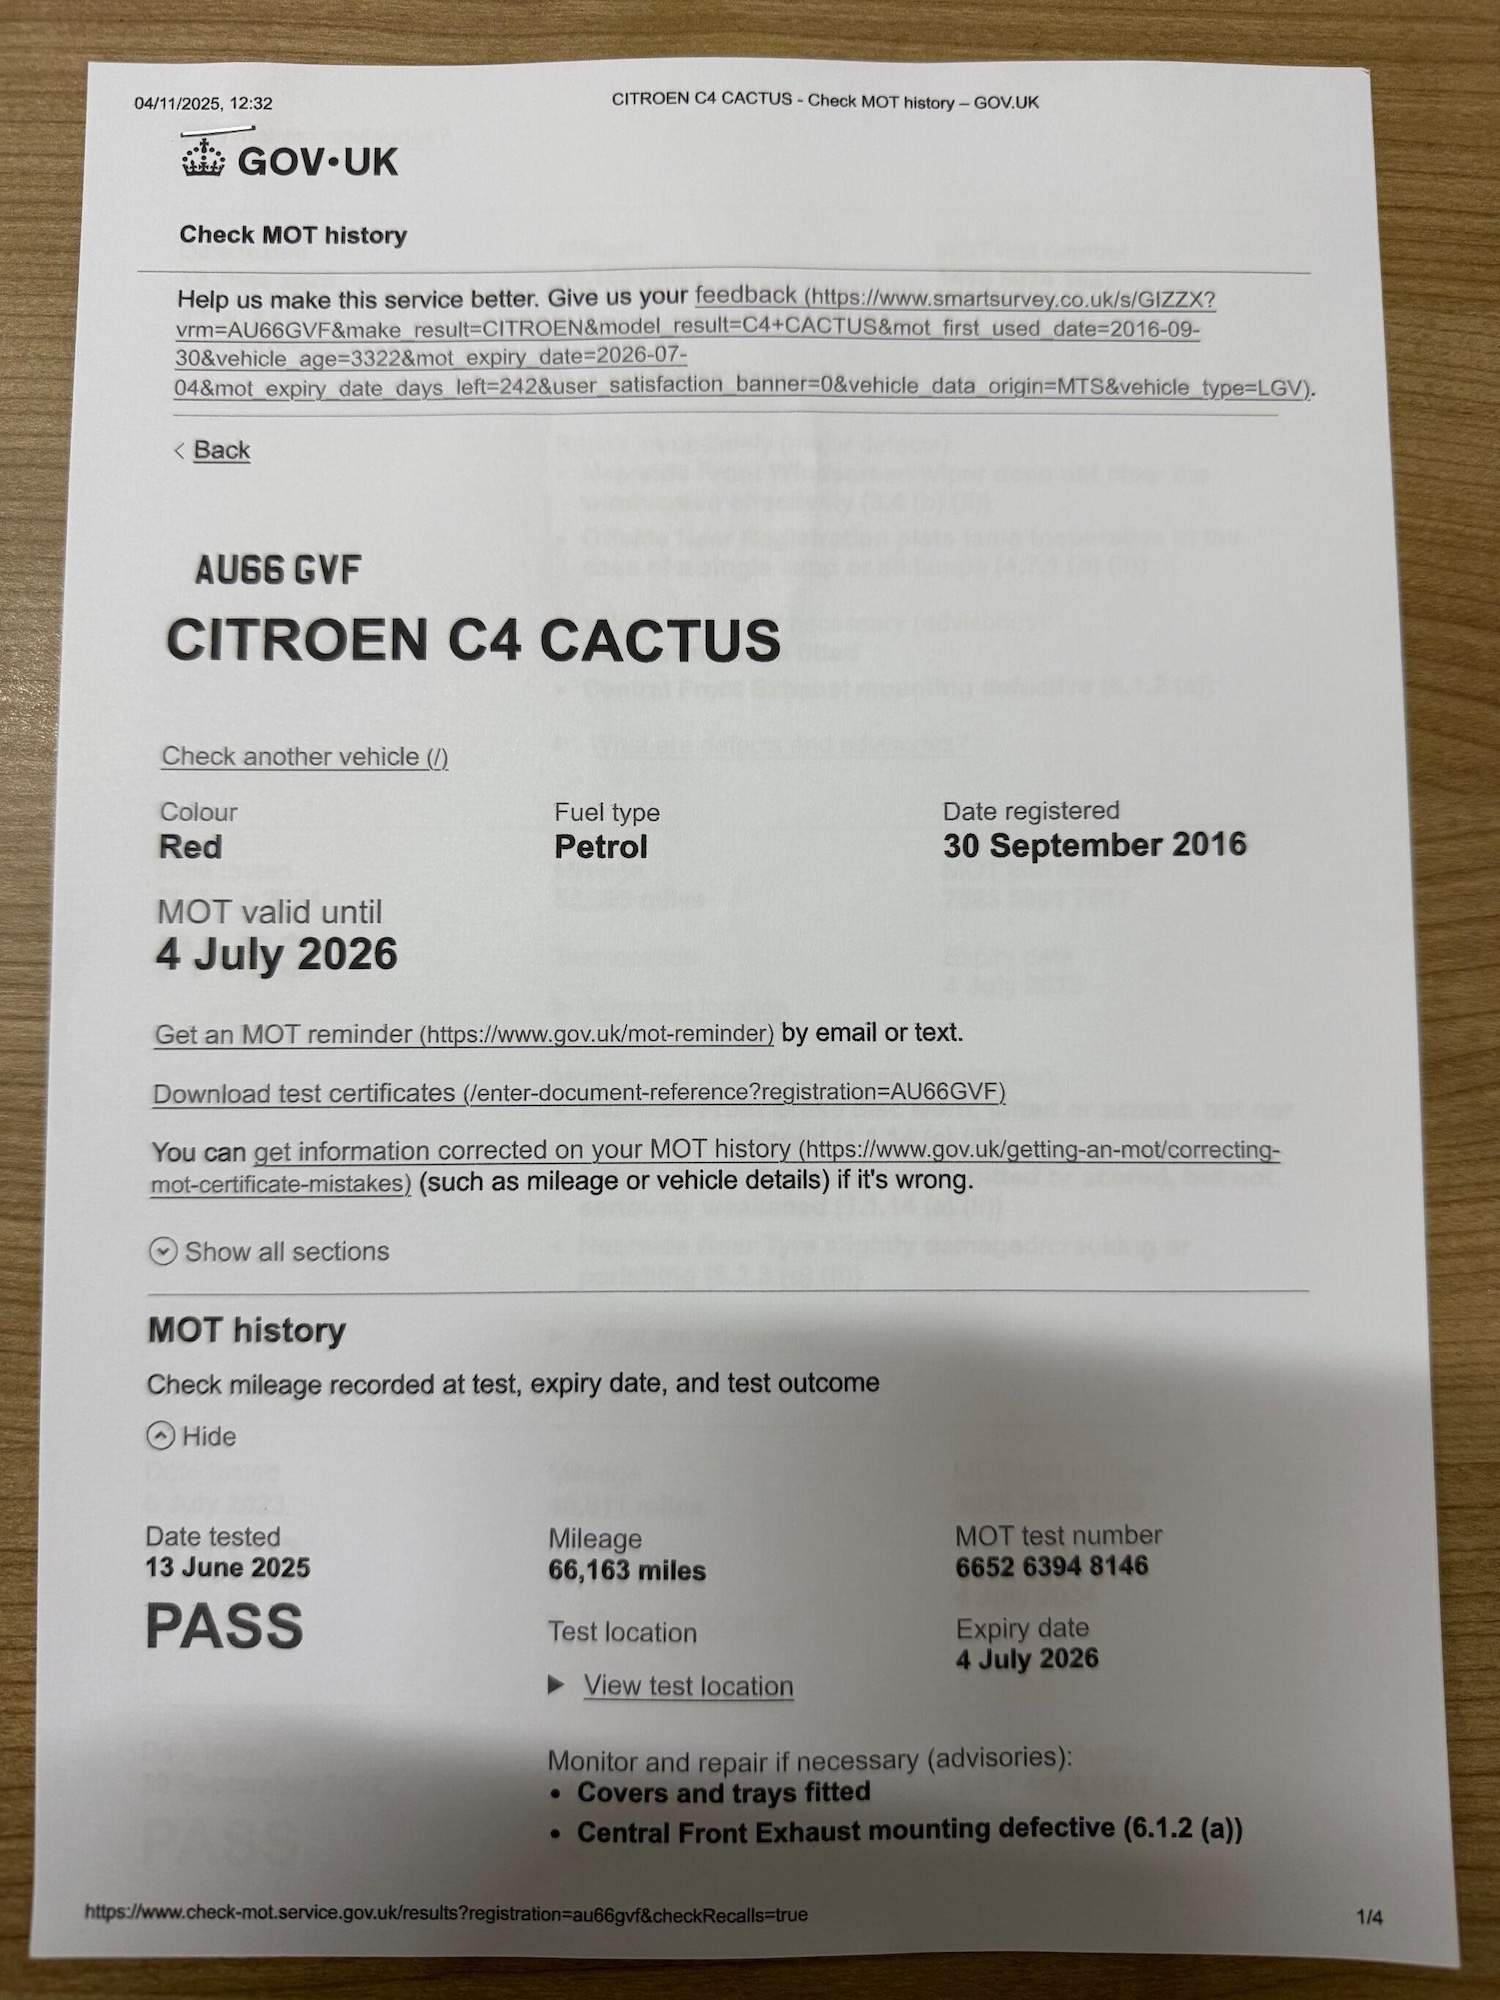 04/11/2025, 12:32
CITROEN C4 CACTUS - Check MOT history – GOV.UK
GOV•UK
Check MOT history
Help us make this service better. Give us your feedback (https://www.smartsurvey.co.uk/s/GIZZX?
vrm=AU66GVF&make_result=CITROEN&model_result=C4+CACTUS&mot_first_used_date=2016-09-
30&vehicle_age=3322&mot_expiry_date=2026-07-
04&mot_expiry_date_days_left=242&user_satisfaction_banner=0&vehicle_data_origin=MTS&vehicle_type=LGV).
< Back
AU66 GVF
CITROEN C4 CACTUS
Check another vehicle (/)
Colour
Red
Fuel type
Petrol
Date registered
30 September 2016
MOT valid until
4 July 2026
Get an MOT reminder (https://www.gov.uk/mot-reminder) by email or text.
Download test certificates (/enter-document-reference?registration=AU66GVF)
You can get information corrected on your MOT history (https://www.gov.uk/getting-an-mot/correcting-
mot-certificate-mistakes) (such as mileage or vehicle details) if it's wrong.
Show all sections
MOT history
Check mileage recorded at test, expiry date, and test outcome
Hide
Date tested
13 June 2025
PASS
Mileage
66,163 miles
MOT test number
6652 6394 8146
Test location
View test location
Expiry date
4 July 2026
Monitor and repair if necessary (advisories):
• Covers and trays fitted
• Central Front Exhaust mounting defective (6.1.2 (a))
https://www.check-mot.service.gov.uk/results?registration=au66gvf&checkRecalls=true
1/4